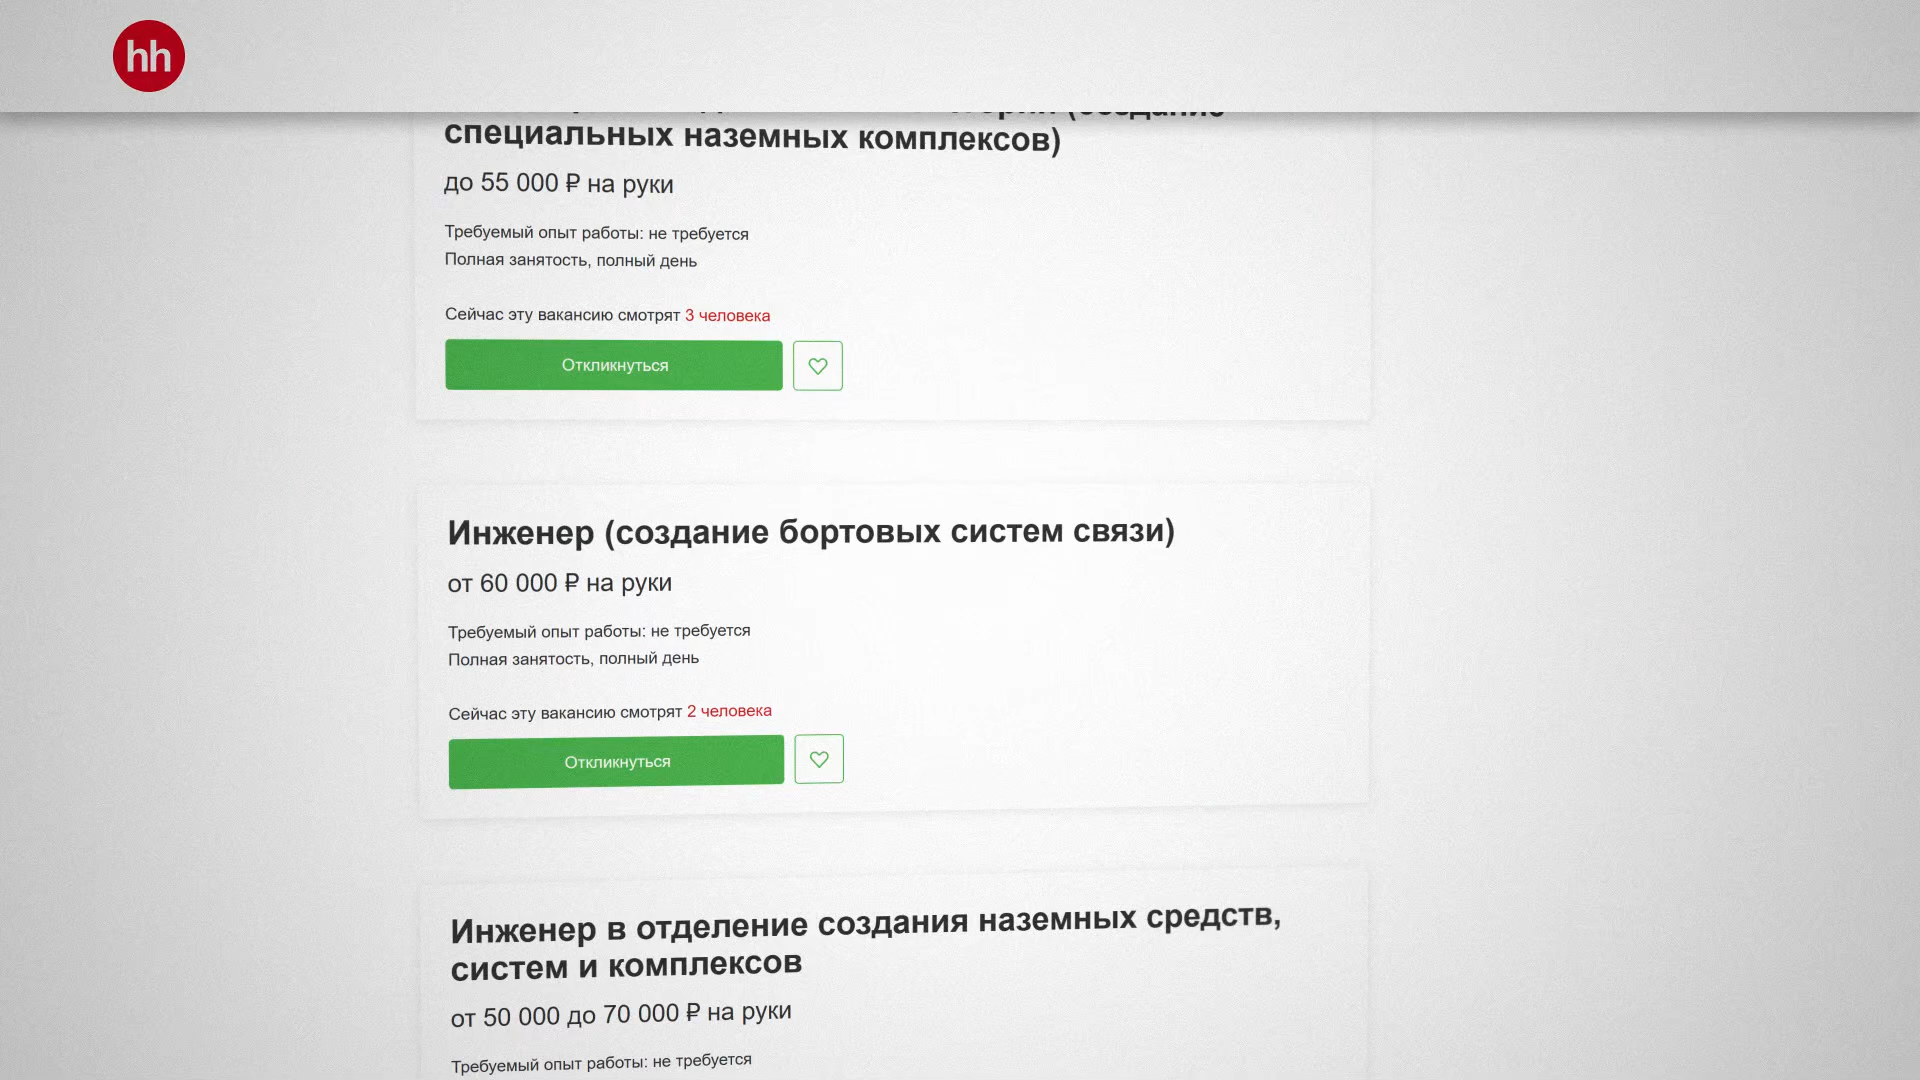 hh
(создание
специальных наземных комплексов)
до 55 000 ₽ на руки
Требуемый опыт работы: не требуется
Полная занятость, полный день
Сейчас эту вакансию смотрят 3 человека
Откликнуться
Инженер (создание бортовых систем связи)
от 60 000 ₽ на руки
Требуемый опыт работы: не требуется
Полная занятость, полный день
Сейчас эту вакансию смотрят 2 человека
Откликнуться
Инженер в отделение создания наземных средств,
систем и комплексов
от 50 000 до 70 000 ₽ на руки
Требуемый опыт работы: не требуется